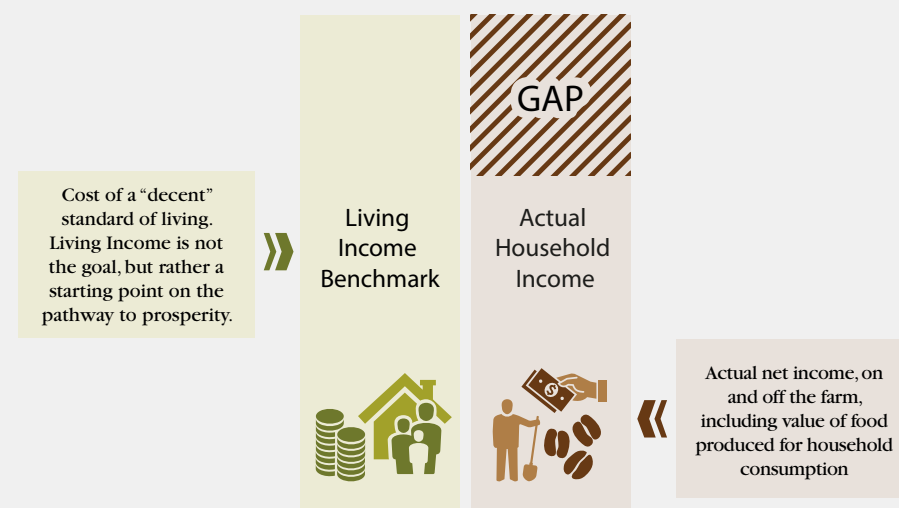 Cost of a “decent”
standard of living.
Living Income is not
the goal, but rather a
starting point on the
pathway to prosperity.
Living
Income
Benchmark
GAP
Actual
Household
Income
$
Actual net income, on
and off the farm,
including value of food
produced for household
consumption